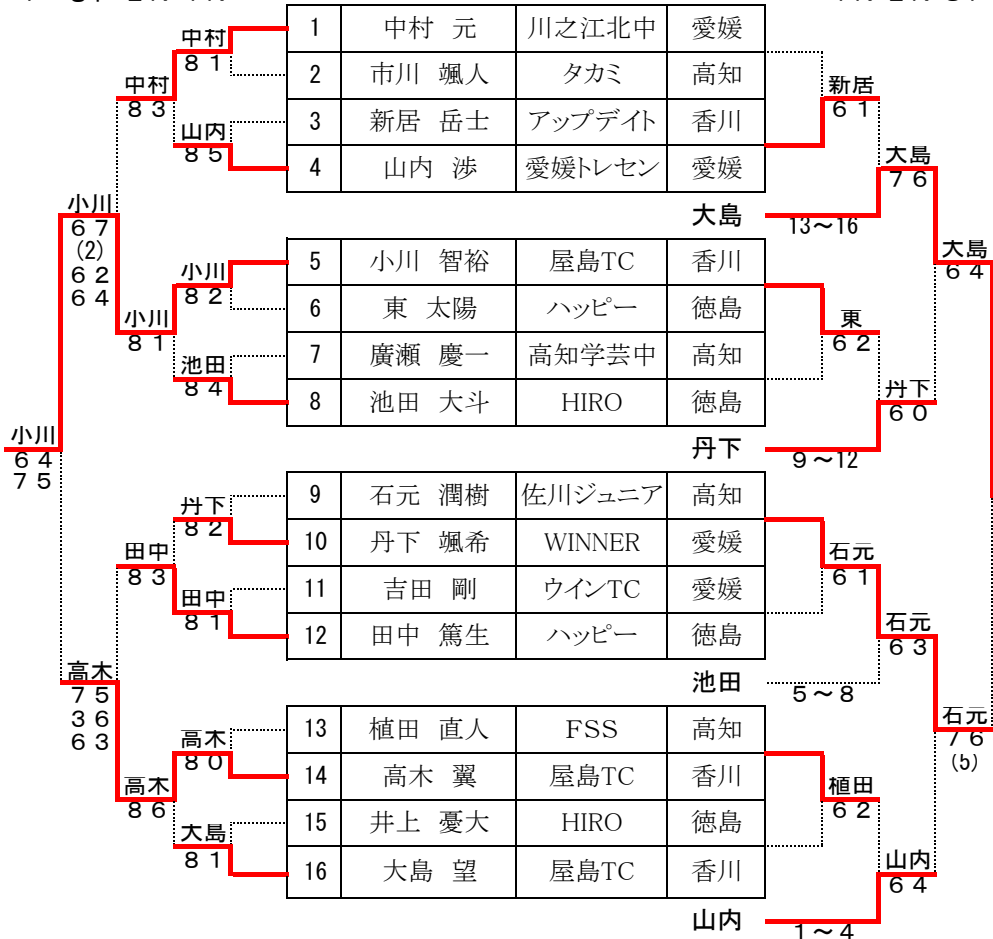 1 中村 元 川之江北中 愛媛
2 市川 颯人 タカミ 高知
3 新居 岳士 アップデイト 香川
4 山内 渉 愛媛トレセン 愛媛
大島 13～16
5 小川 智裕 屋島TC 香川
6 東 太陽 ハッピー 徳島
7 廣瀬 慶一 高知学芸中 高知
8 池田 大斗 HIRO 徳島
丹下 9～12
9 石元 潤樹 佐川ジュニア 高知
10 丹下 颯希 WINNER 愛媛
11 吉田 剛 ウインTC 愛媛
12 田中 篤生 ハッピー 徳島
池田 5～8
13 植田 直人 FSS 高知
14 高木 翼 屋島TC 香川
15 井上 憂大 HIRO 徳島
16 大島 望 屋島TC 香川
山内 1～4
中村
8 1
山内
8 5
小川
8 2
池田
8 4
丹下
8 2
田中
8 1
高木
8 0
大島
8 1
中村
8 3
小川
8 1
田中
8 3
高木
8 6
小川
6 7
(2)
6 2
6 4
高木
7 5
3 6
6 3
小川
6 4
7 5
新居
6 1
東
6 2
石元
6 1
植田
6 2
大島
7 6
丹下
6 0
石元
6 3
山内
6 4
大島
6 4
石元
7 6
(5)